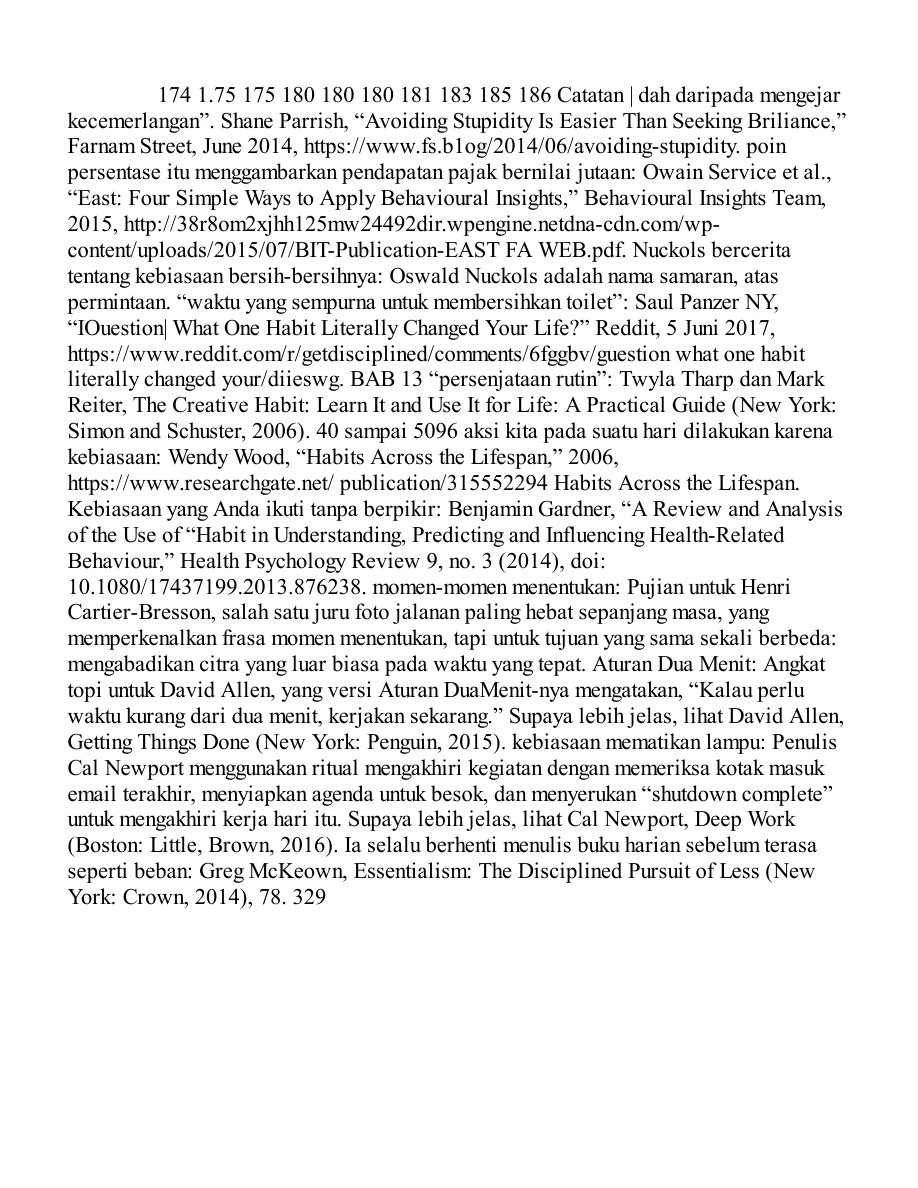 174 1.75 175 180 180 180 181 183 185 186 Catatan | dah daripada mengejar
kecemerlangan”. Shane Parrish, “Avoiding Stupidity Is Easier Than Seeking Briliance,”
Farnam Street, June 2014, https://www.fs.b1og/2014/06/avoiding-stupidity. poin
persentase itu menggambarkan pendapatan pajak bernilai jutaan: Owain Service et al.,
“East: Four Simple Ways to Apply Behavioural Insights,” Behavioural Insights Team,
2015, http://38r8om2xjhh125mw24492dir.wpengine.netdna-cdn.com/wp-
content/uploads/2015/07/BIT-Publication-EAST FA WEB.pdf. Nuckols bercerita
tentang kebiasaan bersih-bersihnya: Oswald Nuckols adalah nama samaran, atas
permintaan. “waktu yang sempurna untuk membersihkan toilet”: Saul Panzer NY,
“IOuestion| What One Habit Literally Changed Your Life?” Reddit, 5 Juni 2017,
https://www.reddit.com/r/getdisciplined/comments/6fggbv/guestion what one habit
literally changed your/diieswg. BAB 13 “persenjataan rutin”: Twyla Tharp dan Mark
Reiter, The Creative Habit: Learn It and Use It for Life: A Practical Guide (New York:
Simon and Schuster, 2006). 40 sampai 5096 aksi kita pada suatu hari dilakukan karena
kebiasaan: Wendy Wood, “Habits Across the Lifespan,” 2006,
https://www.researchgate.net/ publication/315552294 Habits Across the Lifespan.
Kebiasaan yang Anda ikuti tanpa berpikir: Benjamin Gardner, “A Review and Analysis
of the Use of “Habit in Understanding, Predicting and Influencing Health-Related
Behaviour,” Health Psychology Review 9, no. 3 (2014), doi:
10.1080/17437199.2013.876238. momen-momen menentukan: Pujian untuk Henri
Cartier-Bresson, salah satu juru foto jalanan paling hebat sepanjang masa, yang
memperkenalkan frasa momen menentukan, tapi untuk tujuan yang sama sekali berbeda:
mengabadikan citra yang luar biasa pada waktu yang tepat. Aturan Dua Menit: Angkat
topi untuk David Allen, yang versi Aturan DuaMenit-nya mengatakan, “Kalau perlu
waktu kurang dari dua menit, kerjakan sekarang.” Supaya lebih jelas, lihat David Allen,
Getting Things Done (New York: Penguin, 2015). kebiasaan mematikan lampu: Penulis
Cal Newport menggunakan ritual mengakhiri kegiatan dengan memeriksa kotak masuk
email terakhir, menyiapkan agenda untuk besok, dan menyerukan “shutdown complete”
untuk mengakhiri kerja hari itu. Supaya lebih jelas, lihat Cal Newport, Deep Work
(Boston: Little, Brown, 2016). Ia selalu berhenti menulis buku harian sebelum terasa
seperti beban: Greg McKeown, Essentialism: The Disciplined Pursuit of Less (New
York: Crown, 2014), 78. 329